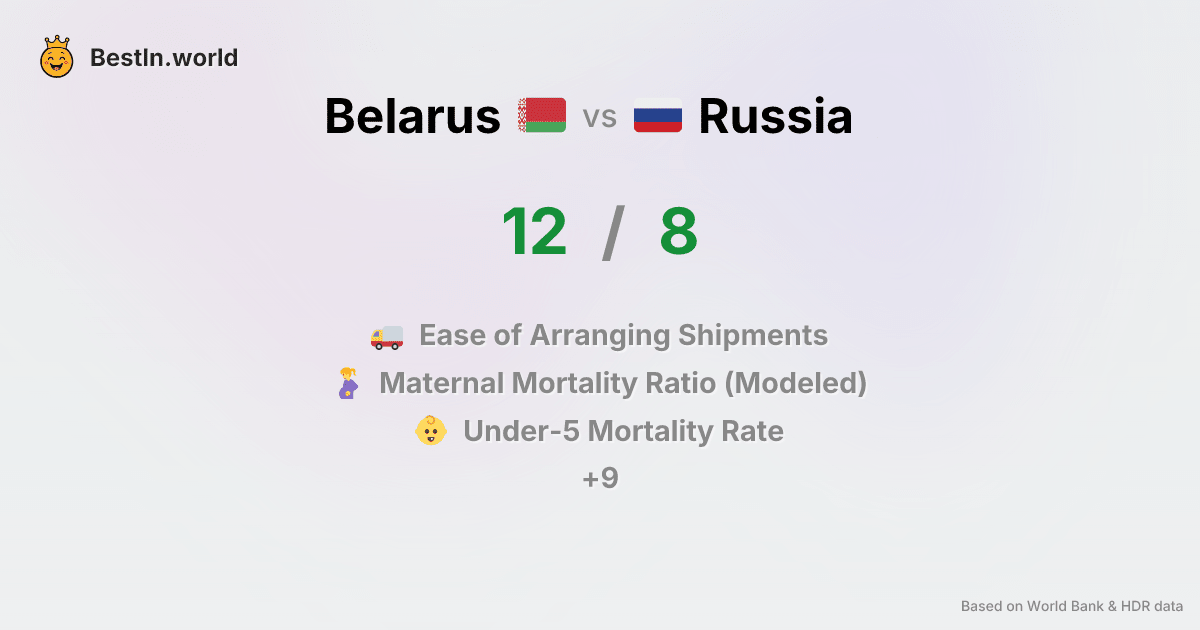 BestIn.world
Belarus vs Russia
12 / 8
Ease of Arranging Shipments
Maternal Mortality Ratio (Modeled)
Under-5 Mortality Rate
+9
Based on World Bank & HDR data